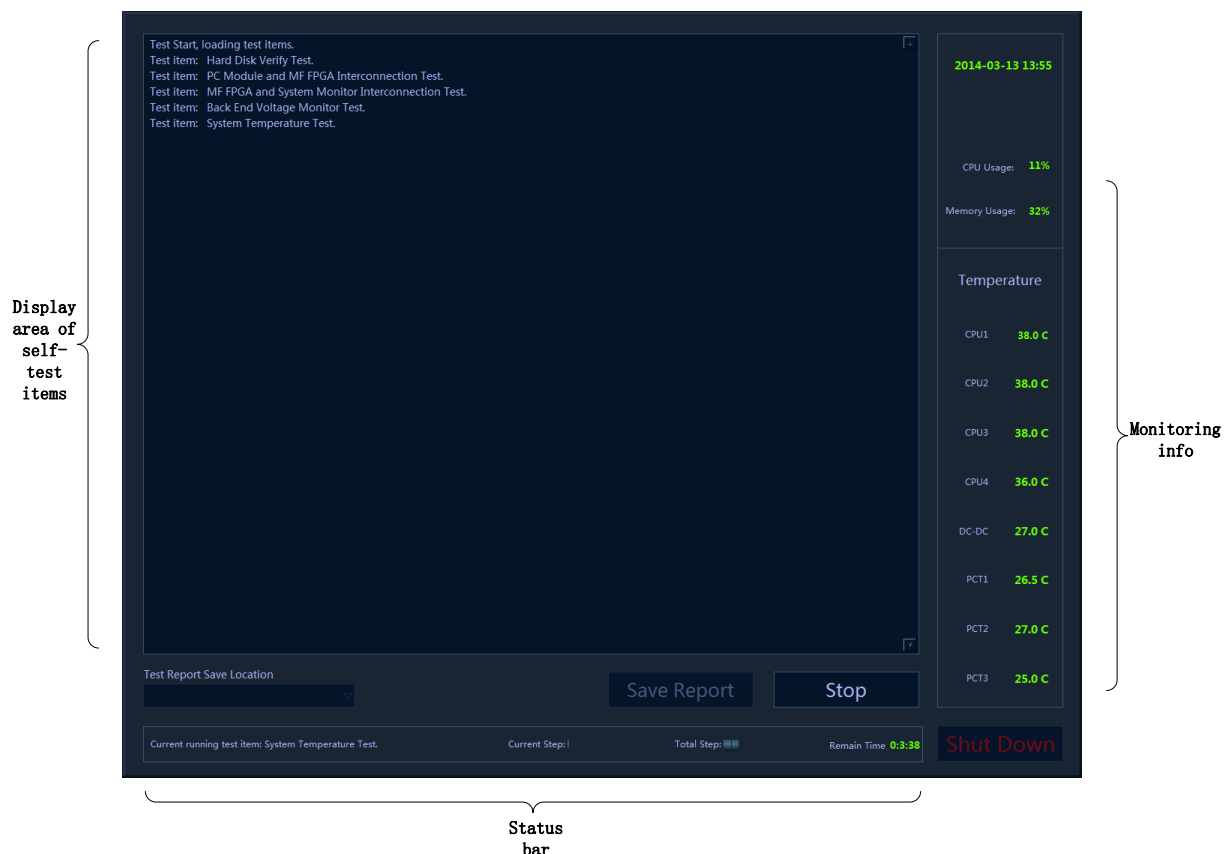 Test Start, loading test items.
Test item: Hard Disk Verify Test.
Test item: PC Module and MF FPGA Interconnection Test.
Test item: MF FPGA and System Monitor Interconnection Test.
Test item: Back End Voltage Monitor Test.
Test item: System Temperature Test.
2014-03-13 13:55
CPU Usage: 11%
Memory Usage: 32%
Temperature
CPU1 38.0 C
CPU2 38.0 C
CPU3 38.0 C
CPU4 36.0 C
DC-DC 27.0 C
PCT1 26.5 C
PCT2 27.0 C
PCT3 25.0 C
Test Report Save Location
Save Report
Stop
Current running test item: System Temperature Test.
Current Step:
Total Step:
Remain Time 0:3:38
Shut Down
Display
area of
self-
test
items
Monitoring
info
Status
bar